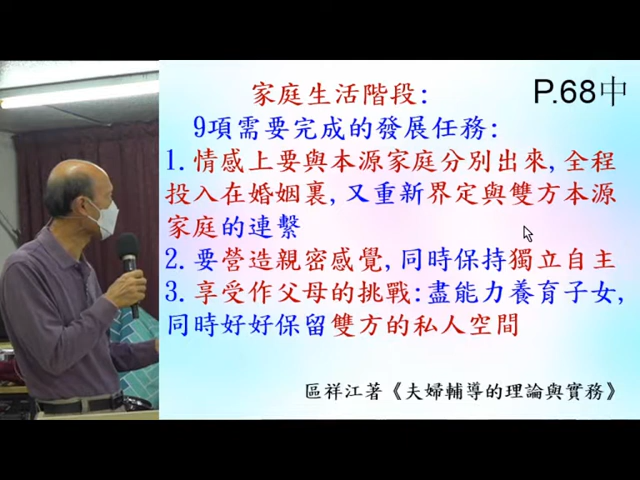 家庭生活階段:
P.68中
9項需要完成的發展任務:
1. 情感上要與本源家庭分別出來, 全程
投入在婚姻裏, 又重新界定與雙方本源
家庭的連繫
2. 要營造親密感覺, 同時保持獨立自主
3. 享受作父母的挑戰: 盡能力養育子女,
同時好好保留雙方的私人空間
區祥江著《夫婦輔導的理論與實務》